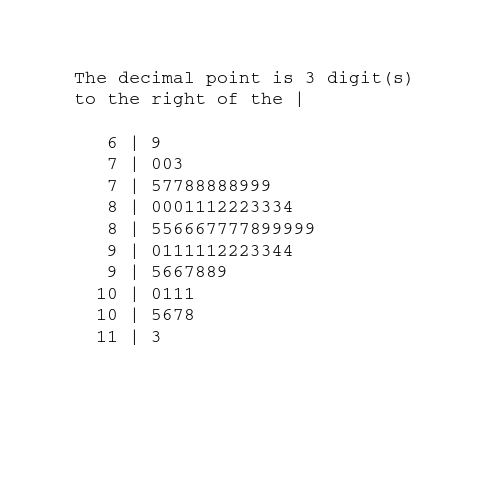 The decimal point is 3 digit(s)
to the right of the |
6 | 9
7 | 003
7 | 57788888999
8 | 0001112223334
8 | 556667777899999
9 | 0111112223344
9 | 5667889
10 | 0111
10 | 5678
11 | 3